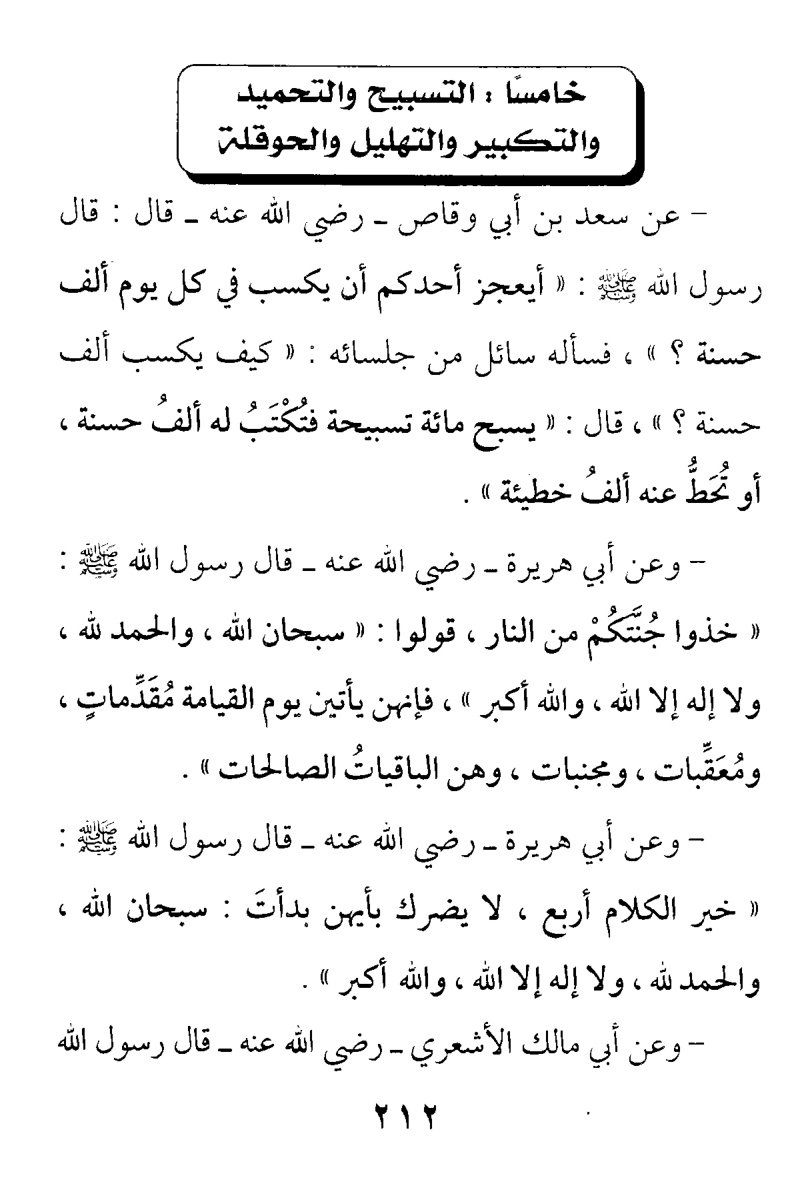 خامسًا : التسبيح والتحميد
والتكبير والتهليل والحوقلة
– عن سعد بن أبي وقاص ـ رضي الله عنه ـ قال : قال
رسول الله ﷺ : « أيعجز أحدكم أن يكسب في كل يوم ألف
حسنة ؟ » ، فسأله سائل من جلسائه : « كيف يكسب ألف
حسنة ؟ » ، قال : « يسبح مائة تسبيحة فتُكْتَبُ له ألفُ حسنة ،
أو تُحَطُّ عنه ألفُ خطيئة » .
– وعن أبي هريرة ـ رضي الله عنه ـ قال رسول الله ﷺ :
« خذوا جُنَّتَكُمْ من النار ، قولوا : « سبحان الله ، والحمد لله ،
ولا إله إلا الله ، والله أكبر » ، فإنهن يأتين يوم القيامة مُقَدِّماتٍ ،
ومُعَقِّبات ، ومجنبات ، وهن الباقياتُ الصالحات » .
– وعن أبي هريرة ـ رضي الله عنه ـ قال رسول الله ﷺ :
« خير الكلام أربع ، لا يضرك بأيهن بدأتَ : سبحان الله ،
والحمد لله ، ولا إله إلا الله ، والله أكبر » .
– وعن أبي مالك الأشعري ـ رضي الله عنه ـ قال رسول الله
٢١٢